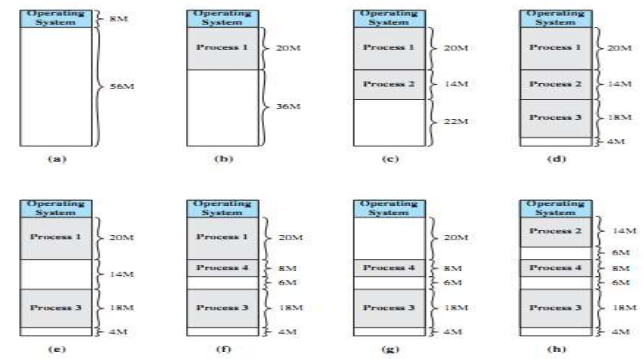 Operating
System
8M
56M
(a)
Operating
System
Process 1
20M
36M
(b)
Operating
System
Process 1
20M
Process 2
14M
22M
(c)
Operating
System
Process 1
20M
Process 2
14M
Process 3
18M
4M
(d)
Operating
System
Process 1
20M
14M
Process 3
18M
4M
(e)
Operating
System
Process 1
20M
Process 4
8M
6M
Process 3
18M
4M
(f)
Operating
System
20M
Process 4
8M
6M
Process 3
18M
4M
(g)
Operating
System
Process 2
14M
6M
Process 4
8M
6M
Process 3
18M
4M
(h)